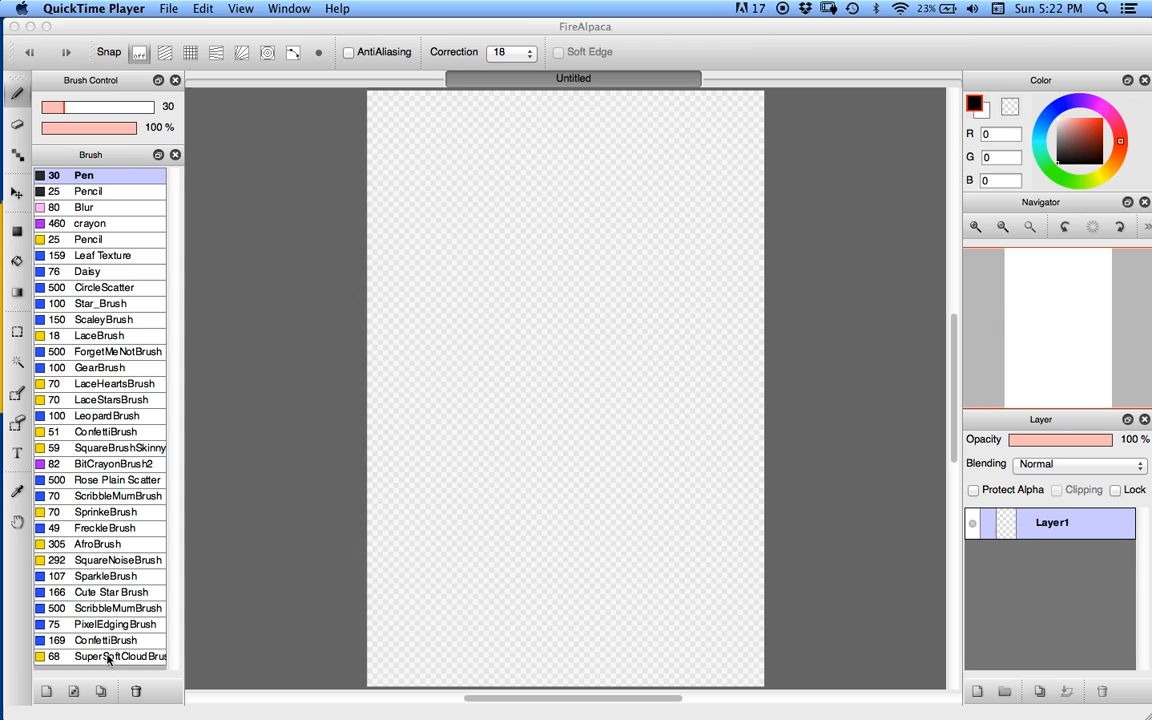 QuickTime Player File Edit View Window Help 17 23% Sun 5:22 PM
FireAlpaca
Snap off AntiAliasing Correction 18 Soft Edge
Brush Control
30
100 %
Brush
30 Pen
25 Pencil
80 Blur
460 crayon
25 Pencil
159 Leaf Texture
76 Daisy
500 CircleScatter
100 Star_Brush
150 ScaleyBrush
18 LaceBrush
500 ForgetMeNotBrush
100 GearBrush
70 LaceHeartsBrush
70 LaceStarsBrush
100 LeopardBrush
51 ConfettiBrush
59 SquareBrushSkinny
82 BitCrayonBrush2
500 Rose Plain Scatter
70 ScribbleMumBrush
70 SprinkeBrush
49 FreckleBrush
305 AfroBrush
292 SquareNoiseBrush
107 SparkleBrush
166 Cute Star Brush
500 ScribbleMumBrush
75 PixelEdgingBrush
169 ConfettiBrush
68 SuperSoftCloudBrus
Untitled
Color
R 0
G 0
B 0
Navigator
Layer
Opacity 100 %
Blending Normal
Protect Alpha Clipping Lock
Layer1